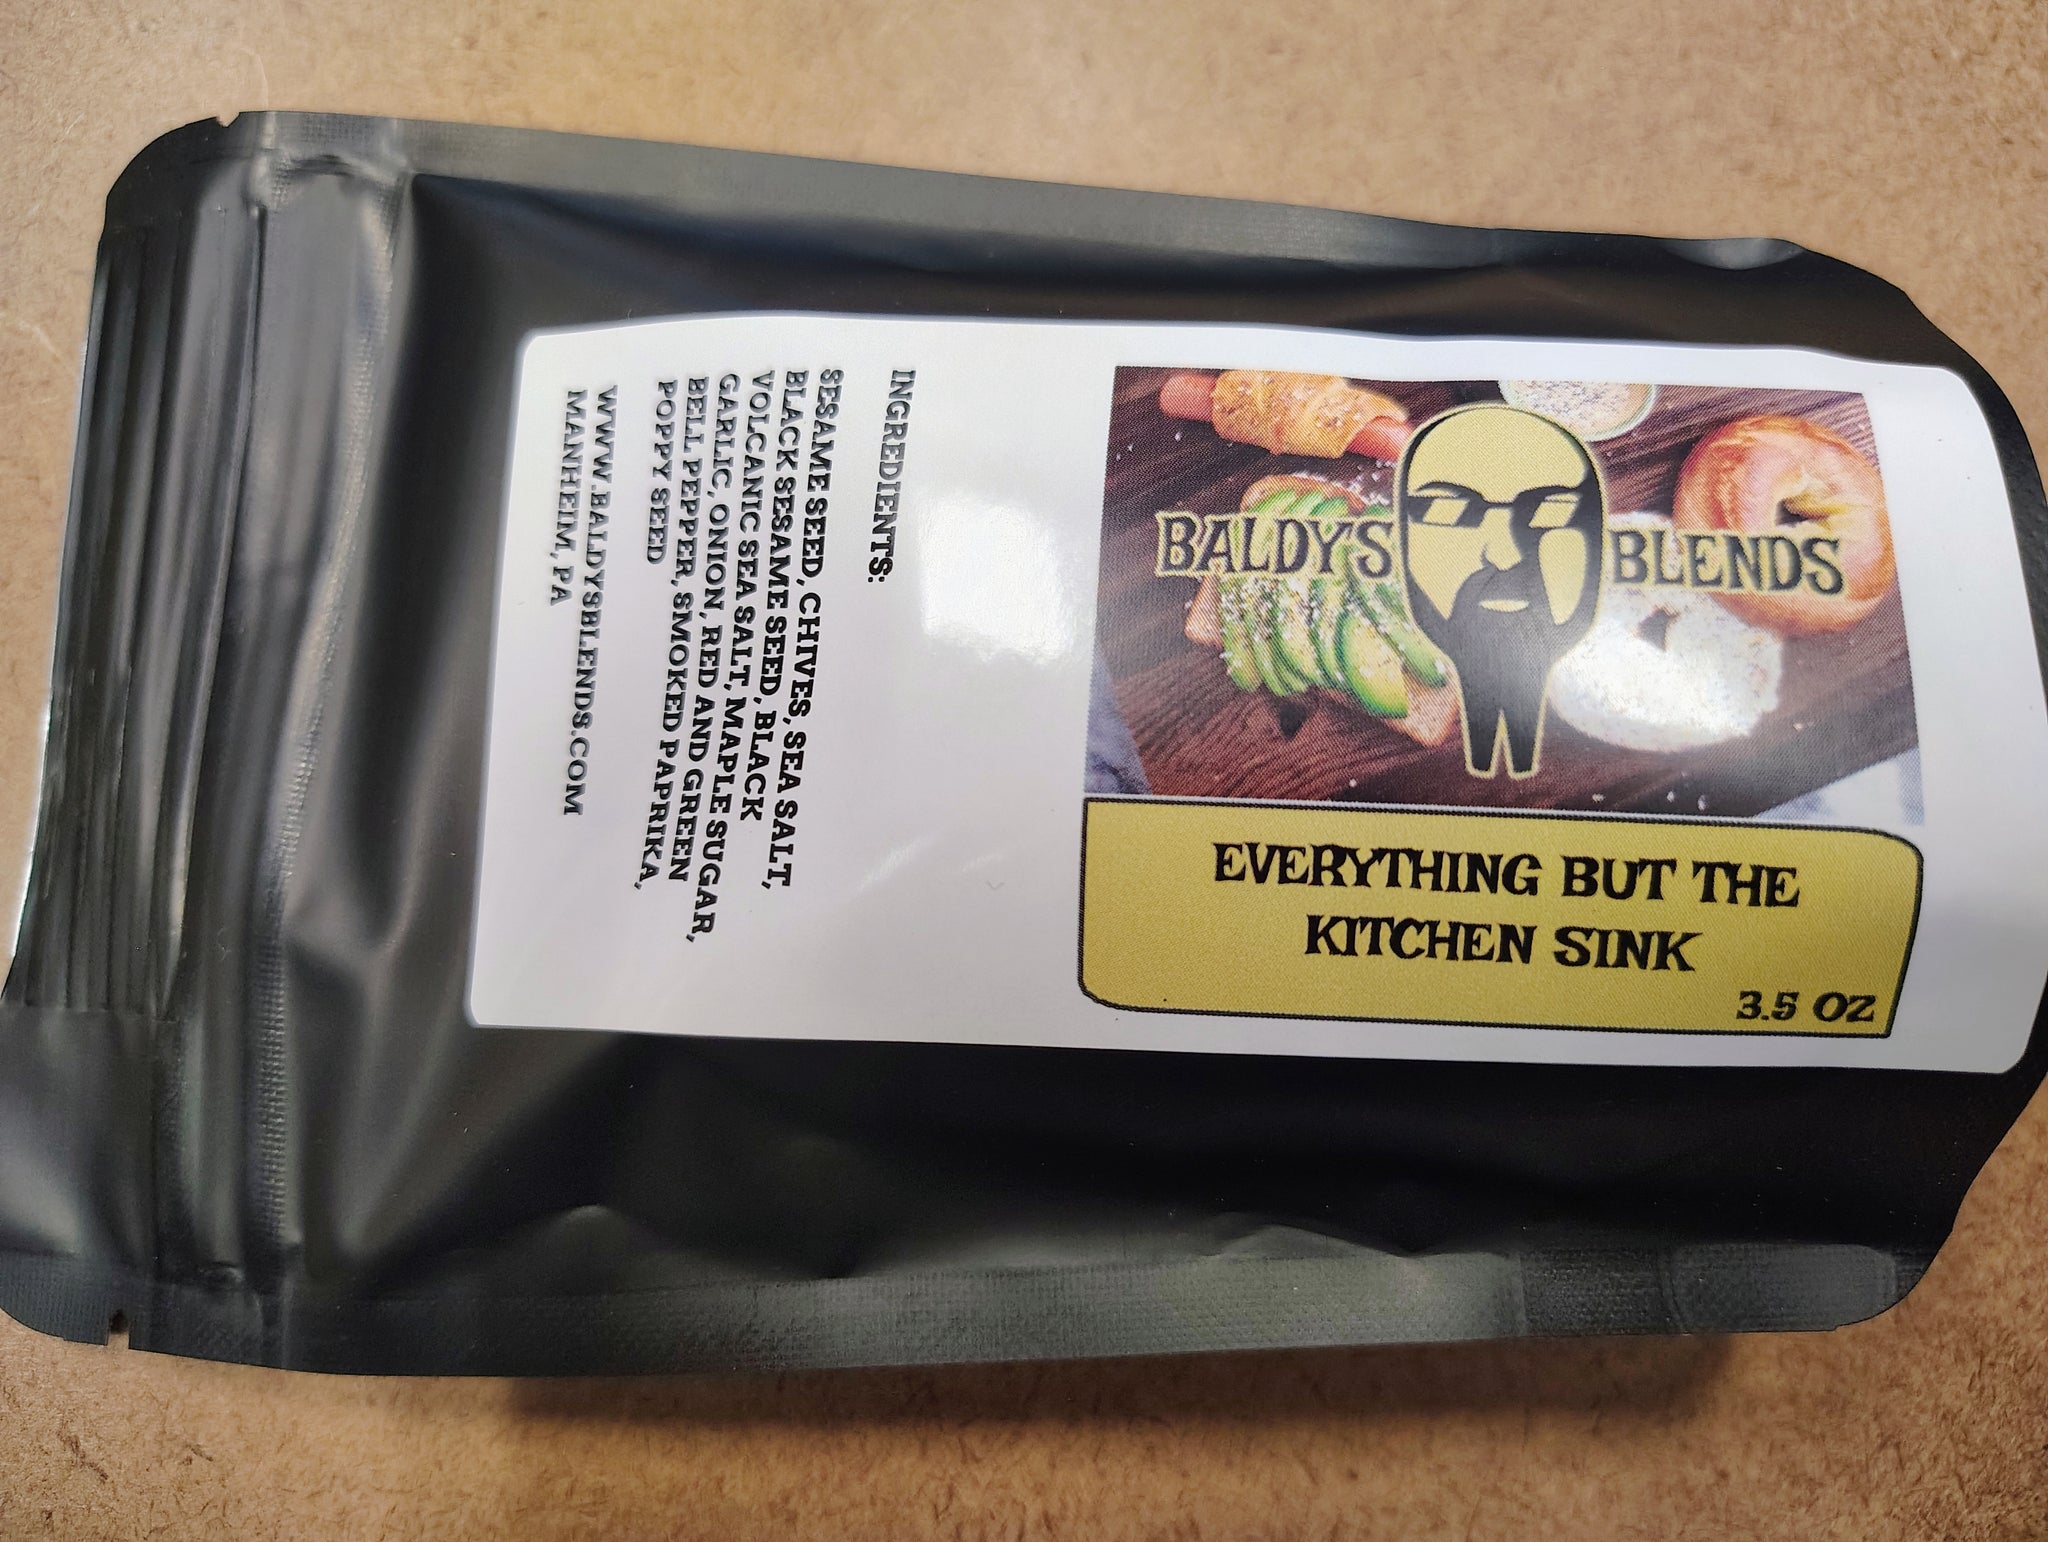 BALDY'S BLENDS
EVERYTHING BUT THE
KITCHEN SINK
3.5 OZ
INGREDIENTS:
SESAME SEED, CHIVES, SEA SALT,
BLACK SESAME SEED, BLACK
VOLCANIC SEA SALT, MAPLE SUGAR,
GARLIC, ONION, RED AND GREEN
BELL PEPPER, SMOKED PAPRIKA,
POPPY SEED
WWW.BALDYSBLENDS.COM
MANHEIM, PA